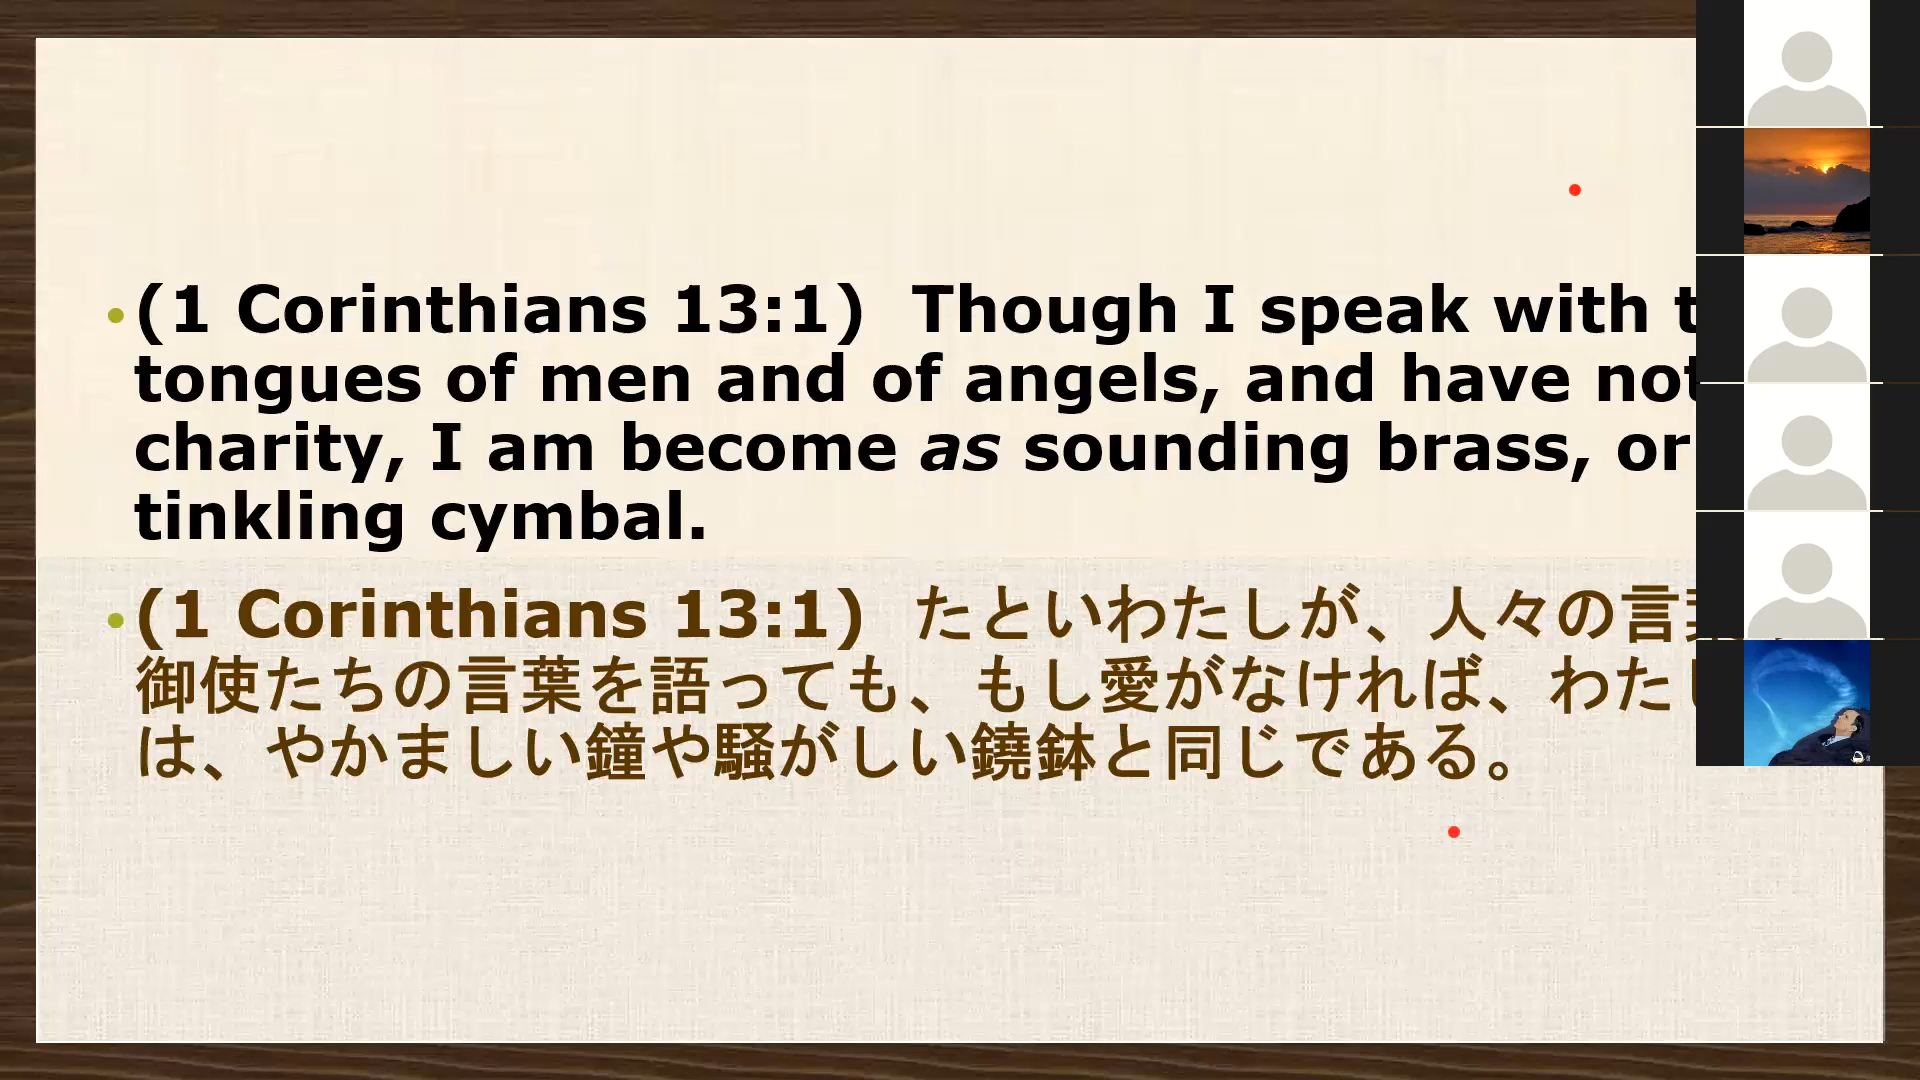 (1 Corinthians 13:1) Though I speak with
tongues of men and of angels, and have not
charity, I am become as sounding brass, or
tinkling cymbal.
(1 Corinthians 13:1) たといわたしが、人々の言
御使たちの言葉を語っても、もし愛がなければ、わたし
は、やかましい鐘や騒がしい鐃鉢と同じである。